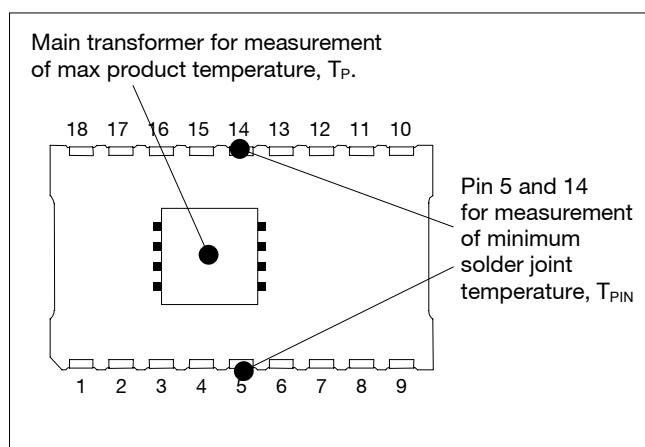 Main transformer for measurement
of max product temperature, TP.
18 17 16 15 14 13 12 11 10
Pin 5 and 14
for measurement
of minimum
solder joint
temperature, TPIN
1 2 3 4 5 6 7 8 9